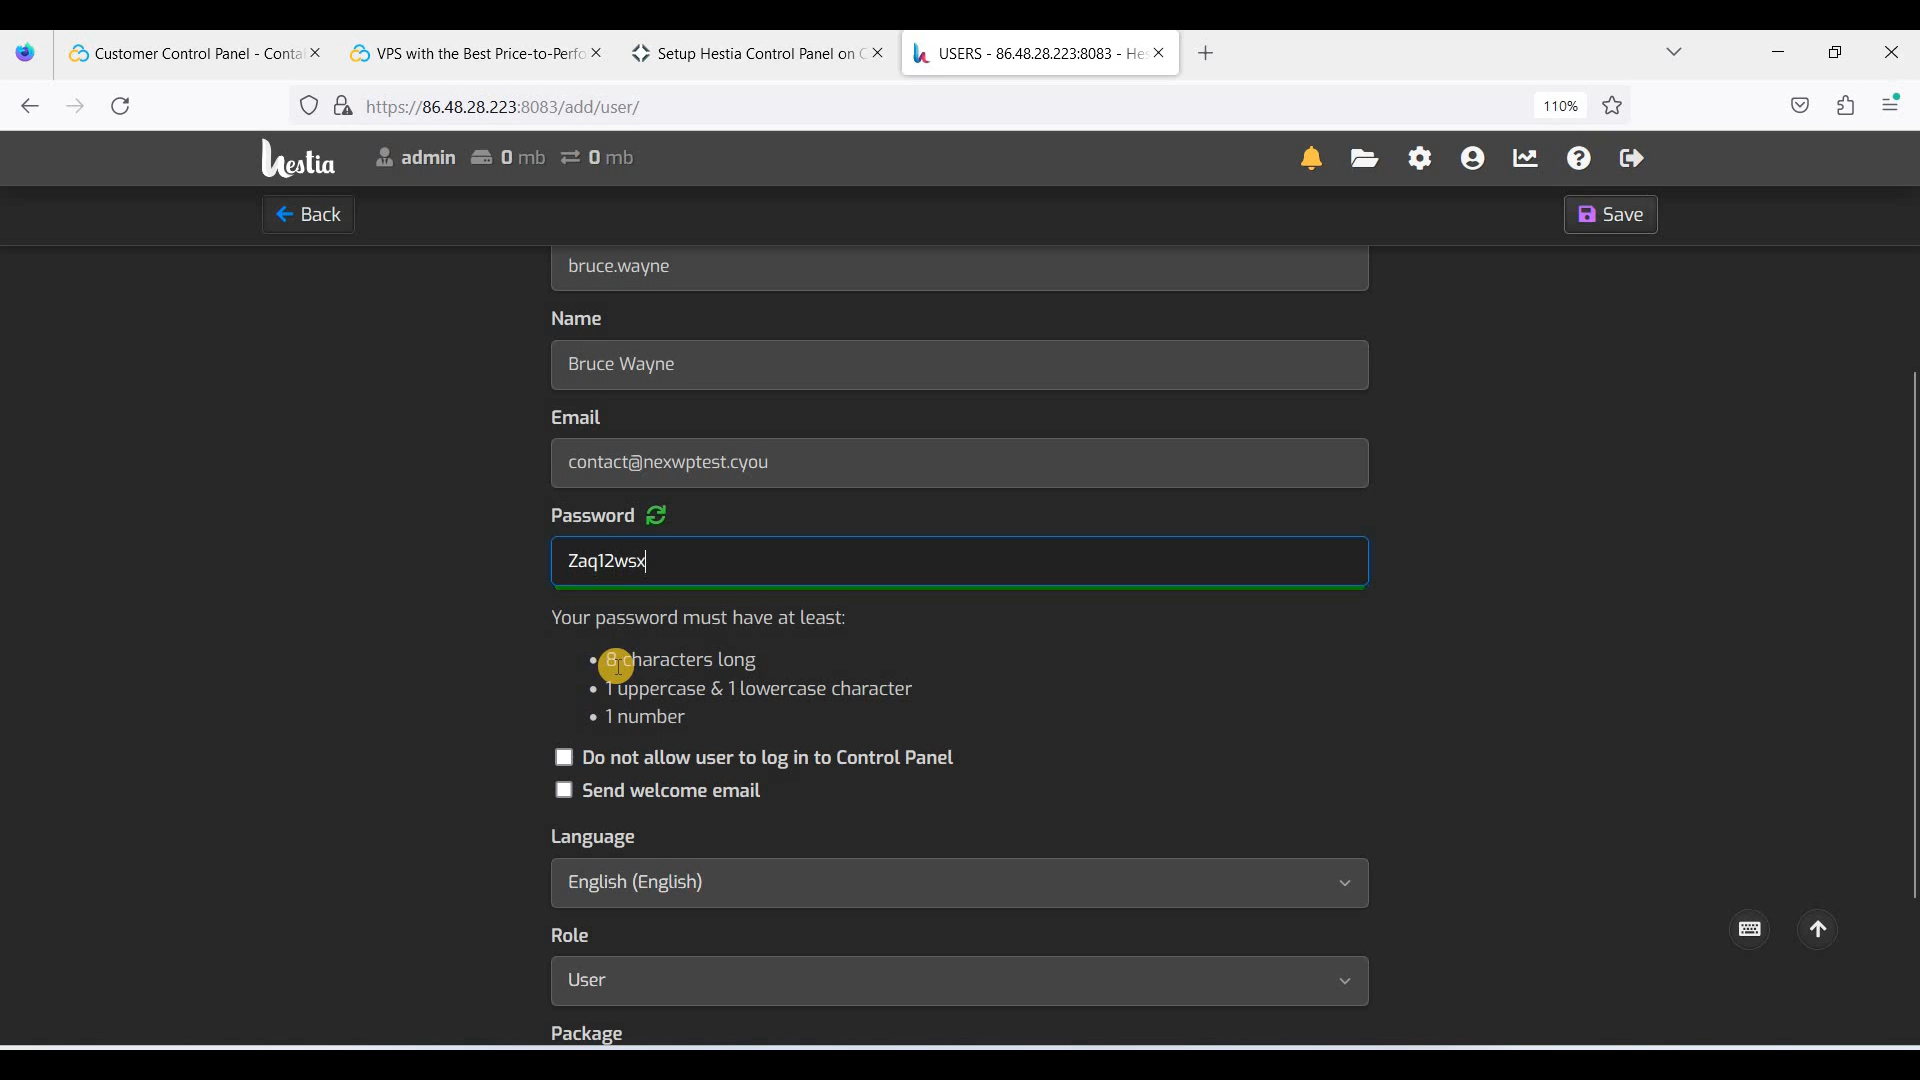 Customer Control Panel - Conta
VPS with the Best Price-to-Perfo
Setup Hestia Control Panel on C
USERS - 86.48.28.223:8083 - Hes
https://86.48.28.223:8083/add/user/
110%
Hestia
admin
0 mb
0 mb
Back
Save
bruce.wayne
Name
Bruce Wayne
Email
contact@nexwptest.cyou
Password
Zaq12wsx
Your password must have at least:
• 8 characters long
• 1 uppercase & 1 lowercase character
• 1 number
Do not allow user to log in to Control Panel
Send welcome email
Language
English (English)
Role
User
Package